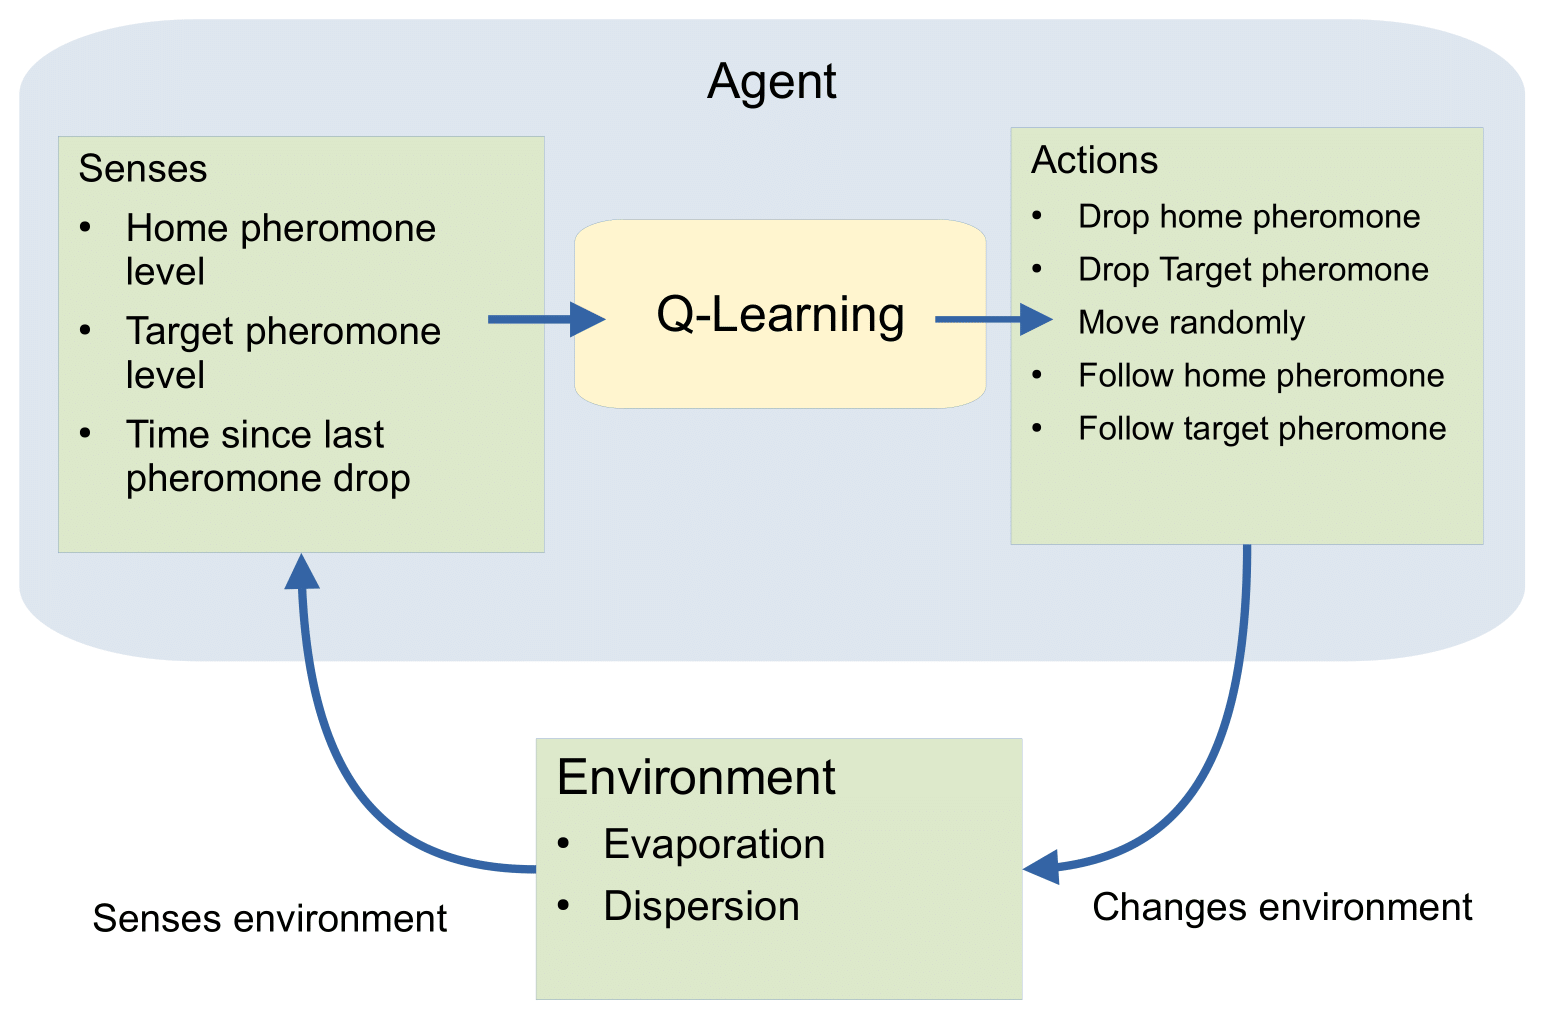 Agent
Senses
• Home pheromone
level
• Target pheromone
level
• Time since last
pheromone drop
Q-Learning
Actions
• Drop home pheromone
• Drop Target pheromone
Move randomly
• Follow home pheromone
• Follow target pheromone
Environment
• Evaporation
• Dispersion
Senses environment
Changes environment